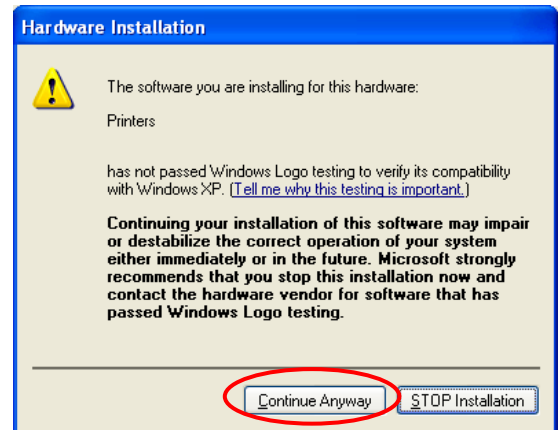 Hardware Installation
The software you are installing for this hardware:
Printers
has not passed Windows Logo testing to verify its compatibility
with Windows XP. (Tell me why this testing is important.)
Continuing your installation of this software may impair
or destabilize the correct operation of your system
either immediately or in the future. Microsoft strongly
recommends that you stop this installation now and
contact the hardware vendor for software that has
passed Windows Logo testing.
Continue Anyway STOP Installation